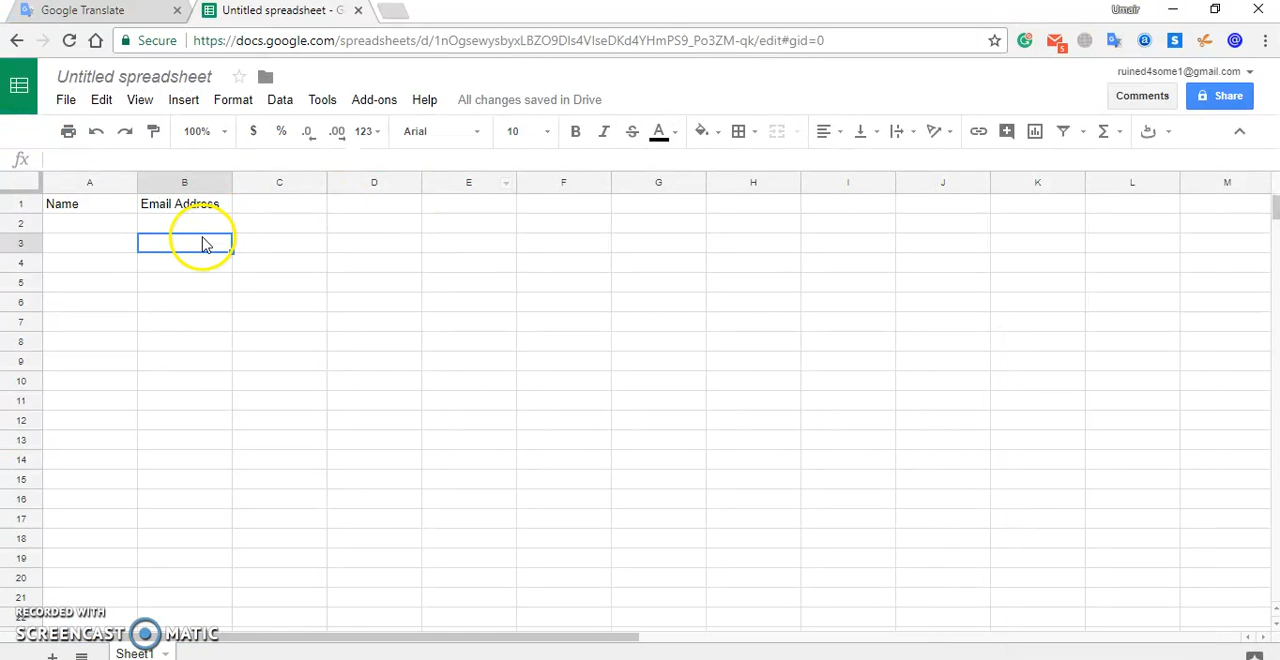 Google Translate
Untitled spreadsheet - G
Umair
Secure
https://docs.google.com/spreadsheets/d/1nOgsewysbyxLBZO9DIs4VIseDKd4YHmPS9_Po3ZM-qk/edit#gid=0
5
Untitled spreadsheet
ruined4some1@gmail.com
File Edit View Insert Format Data Tools Add-ons Help All changes saved in Drive
Comments
Share
100% $ % .0 .00 123 Arial 10 B I S A Σ
fx
A B C D E F G H I J K L M
1 Name Email Address
2
3
4
5
6
7
8
9
10
11
12
13
14
15
16
17
18
19
20
21
RECORDED WITH
SCREENCAST MATIC
Sheet1